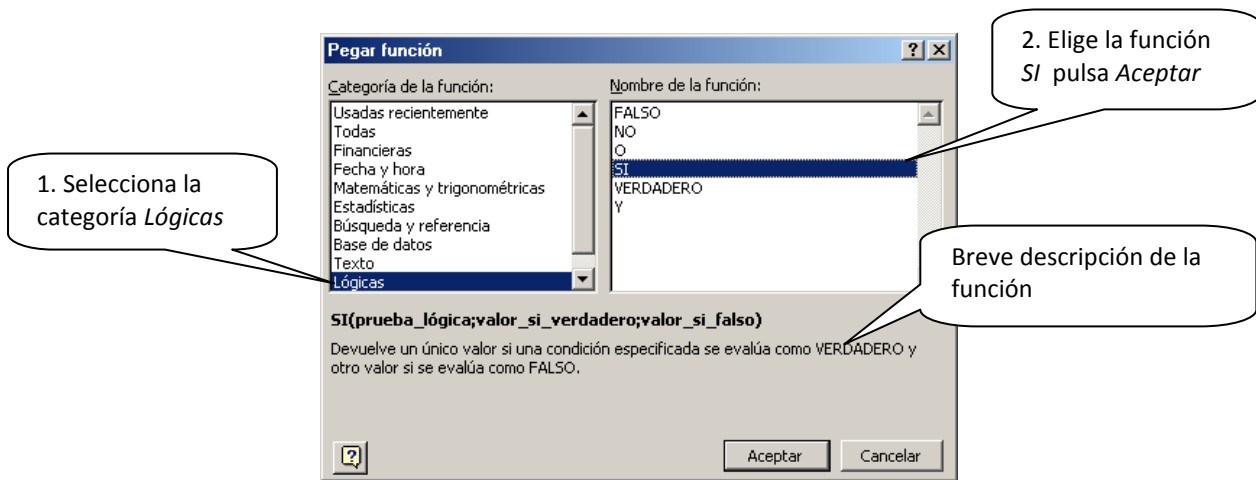 Pegar función
2. Elige la función
SI pulsa Aceptar
Categoría de la función:
Nombre de la función:
Usadas recientemente
Todas
Financieras
Fecha y hora
Matemáticas y trigonométricas
Estadísticas
Búsqueda y referencia
Base de datos
Texto
Lógicas
FALSO
NO
O
SI
VERDADERO
Y
1. Selecciona la
categoría Lógicas
Breve descripción de la
función
SI(prueba_lógica;valor_si_verdadero;valor_si_falso)
Devuelve un único valor si una condición especificada se evalúa como VERDADERO y
otro valor si se evalúa como FALSO.
Aceptar
Cancelar